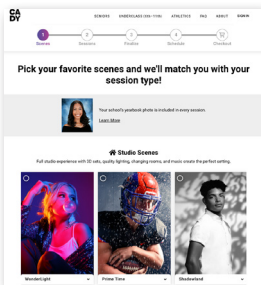 CA
DY
SENIORS UNDERCLASS (9TH-11TH) ATHLETICS FAQ ABOUT SIGN IN
1 2 3 4
Scenes Sessions Finalize Schedule Checkout
Pick your favorite scenes and we'll match you with your
session type!
Your school's yearbook photo is included in every session.
Learn More
Studio Scenes
Full studio experience with 3D sets, quality lighting, changing rooms, and music create the perfect setting.
WonderLight Prime Time Shadowland